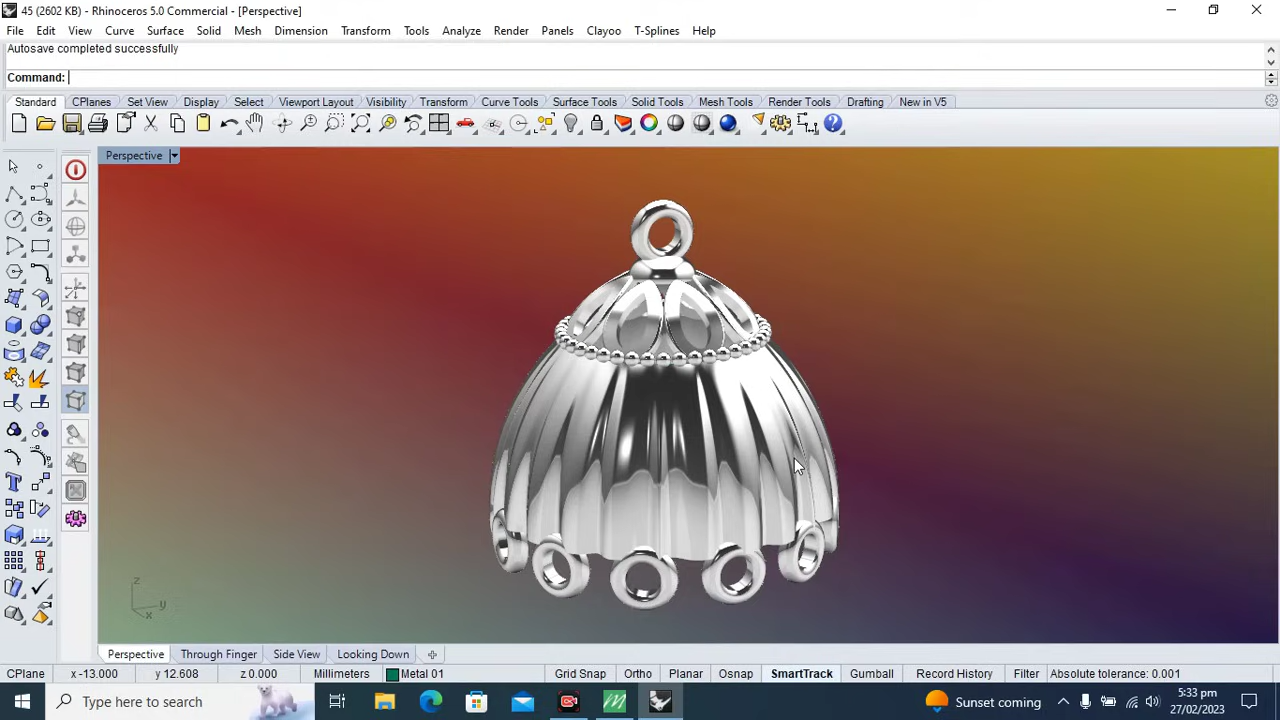 45 (2602 KB) - Rhinoceros 5.0 Commercial - [Perspective]
File Edit View Curve Surface Solid Mesh Dimension Transform Tools Analyze Render Panels Clayoo T-Splines Help
Autosave completed successfully
Command:
Standard CPlanes Set View Display Select Viewport Layout Visibility Transform Curve Tools Surface Tools Solid Tools Mesh Tools Render Tools Drafting New in V5
Perspective
z
y
x
Perspective Through Finger Side View Looking Down
CPlane x -13.000 y 12.608 z 0.000 Millimeters Metal 01 Grid Snap Ortho Planar Osnap SmartTrack Gumball Record History Filter Absolute tolerance: 0.001
Type here to search Sunset coming 5:33 pm
27/02/2023